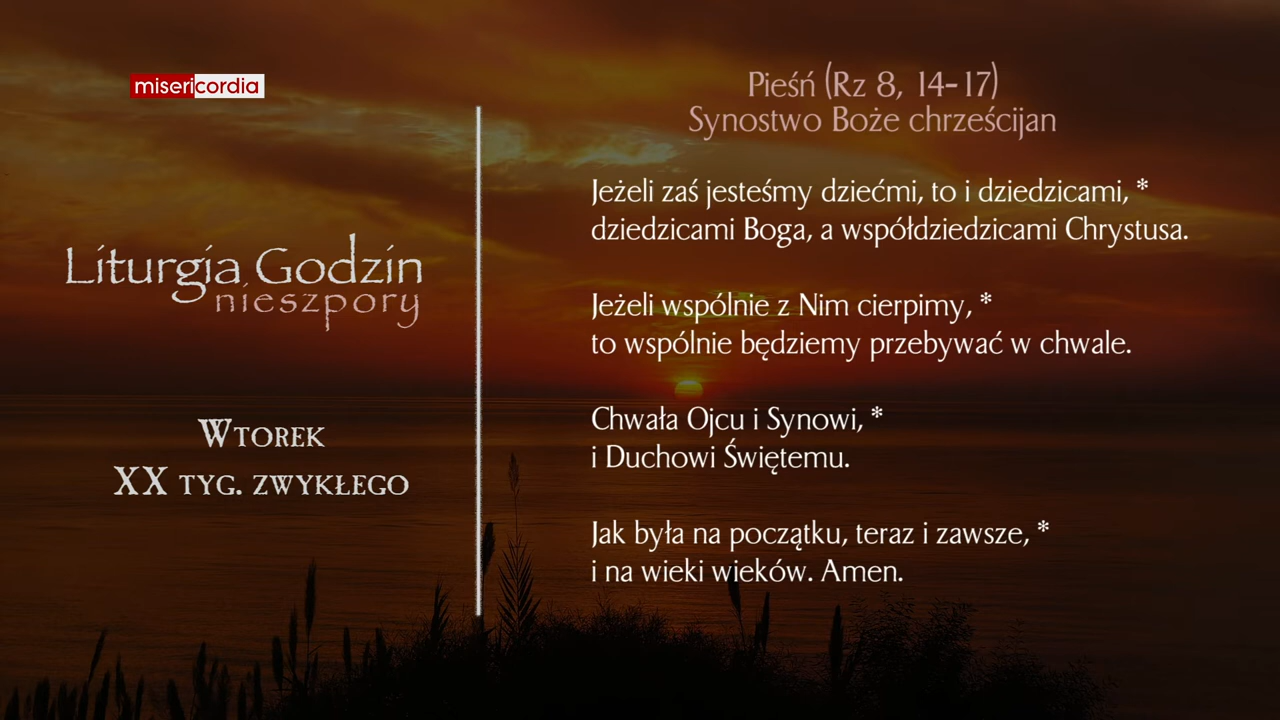 misericordia
Liturgia Godzin
nieszpory
Wtorek
XX tyg. zwykłego
Pieśń (Rz 8, 14-17)
Synostwo Boże chrześcijan
Jeżeli zaś jesteśmy dziećmi, to i dziedzicami, *
dziedzicami Boga, a współdziedzicami Chrystusa.
Jeżeli wspólnie z Nim cierpimy, *
to wspólnie będziemy przebywać w chwale.
Chwała Ojcu i Synowi, *
i Duchowi Świętemu.
Jak była na początku, teraz i zawsze, *
i na wieki wieków. Amen.